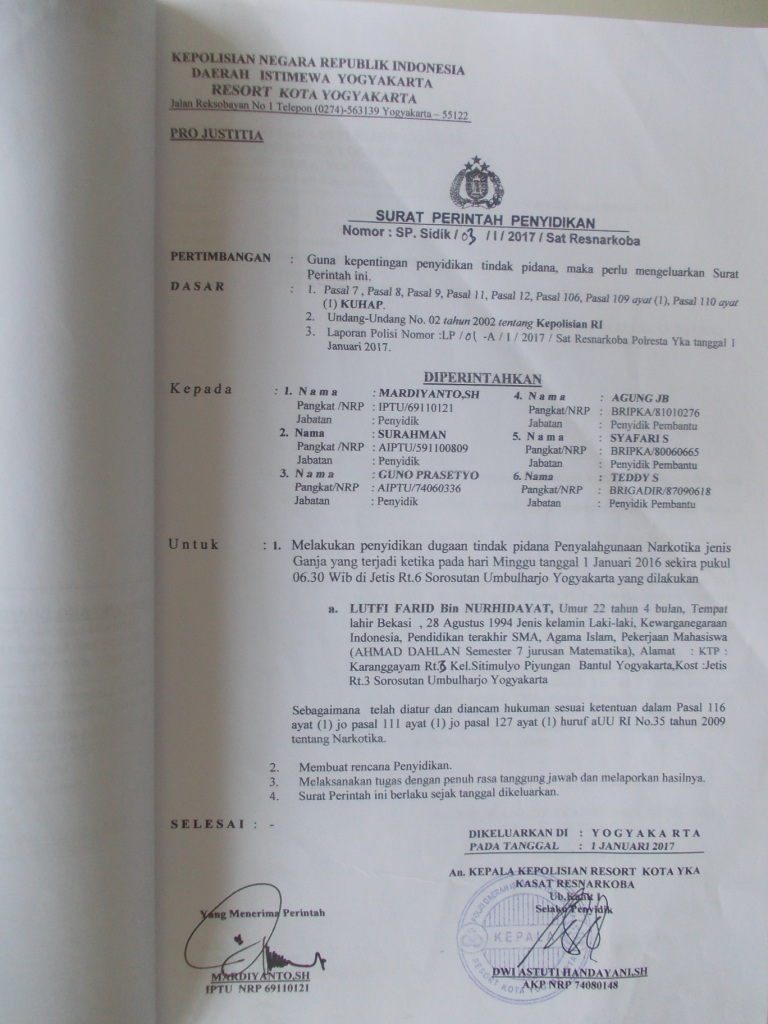 KEPOLISIAN NEGARA REPUBLIK INDONESIA
DAERAH ISTIMEWA YOGYAKARTA
RESORT KOTA YOGYAKARTA
Jalan Reksobayan No 1 Telepon (0274)-563139 Yogyakarta – 55122
PRO JUSTITIA
SURAT PERINTAH PENYIDIKAN
Nomor : SP. Sidik / 03 / I / 2017 / Sat Resnarkoba
PERTIMBANGAN : Guna kepentingan penyidikan tindak pidana, maka perlu mengeluarkan Surat
Perintah ini.
DASAR : 1. Pasal 7 , Pasal 8, Pasal 9, Pasal 11, Pasal 12, Pasal 106, Pasal 109 ayat (1), Pasal 110 ayat
(1) KUHAP.
2. Undang-Undang No. 02 tahun 2002 tentang Kepolisian RI
3. Laporan Polisi Nomor :LP / 01 -A / I / 2017 / Sat Resnarkoba Polresta Yka tanggal 1
Januari 2017.
DIPERINTAHKAN
Kepada : 1. Nama : MARDIYANTO,SH
Pangkat /NRP : IPTU/69110121
Jabatan : Penyidik
2. Nama : SURAHMAN
Pangkat /NRP : AIPTU/591100809
Jabatan : Penyidik
3. Nama : GUNO PRASETYO
Pangkat/NRP : AIPTU/74060336
Jabatan : Penyidik
4. Nama : AGUNG JB
Pangkat/NRP : BRIPKA/81010276
Jabatan : Penyidik Pembantu
5. Nama : SYAFARI S
Pangkat/NRP : BRIPKA/80060665
Jabatan : Penyidik Pembantu
6. Nama : TEDDY S
Pangkat/NRP : BRIGADIR/87090618
Jabatan : Penyidik Pembantu
Untuk : 1. Melakukan penyidikan dugaan tindak pidana Penyalahgunaan Narkotika jenis
Ganja yang terjadi ketika pada hari Minggu tanggal 1 Januari 2016 sekira pukul
06.30 Wib di Jetis Rt.6 Sorosutan Umbulharjo Yogyakarta yang dilakukan
a. LUTFI FARID Bin NURHIDAYAT, Umur 22 tahun 4 bulan, Tempat
lahir Bekasi , 28 Agustus 1994 Jenis kelamin Laki-laki, Kewarganegaraan
Indonesia, Pendidikan terakhir SMA, Agama Islam, Pekerjaan Mahasiswa
(AHMAD DAHLAN Semester 7 jurusan Matematika), Alamat : KTP :
Karanggayam Rt.3 Kel.Sitimulyo Piyungan Bantul Yogyakarta,Kost :Jetis
Rt.3 Sorosutan Umbulharjo Yogyakarta
Sebagaimana telah diatur dan diancam hukuman sesuai ketentuan dalam Pasal 116
ayat (1) jo pasal 111 ayat (1) jo pasal 127 ayat (1) huruf aUU RI No.35 tahun 2009
tentang Narkotika.
2. Membuat rencana Penyidikan.
3. Melaksanakan tugas dengan penuh rasa tanggung jawab dan melaporkan hasilnya.
4. Surat Perintah ini berlaku sejak tanggal dikeluarkan.
SELESAI : -
DIKELUARKAN DI : YOGYAKARTA
PADA TANGGAL : 1 JANUARI 2017
An. KEPALA KEPOLISIAN RESORT KOTA YKA
KASAT RESNARKOBA
Ub.Kanit 1
Selaku Penyidik
KEPALA
RESORT KOTA
DWI ASTUTI HANDAYANI,SH
AKP NRP 74080148
Yang Menerima Perintah
MARDIYANTO,SH
IPTU NRP 69110121